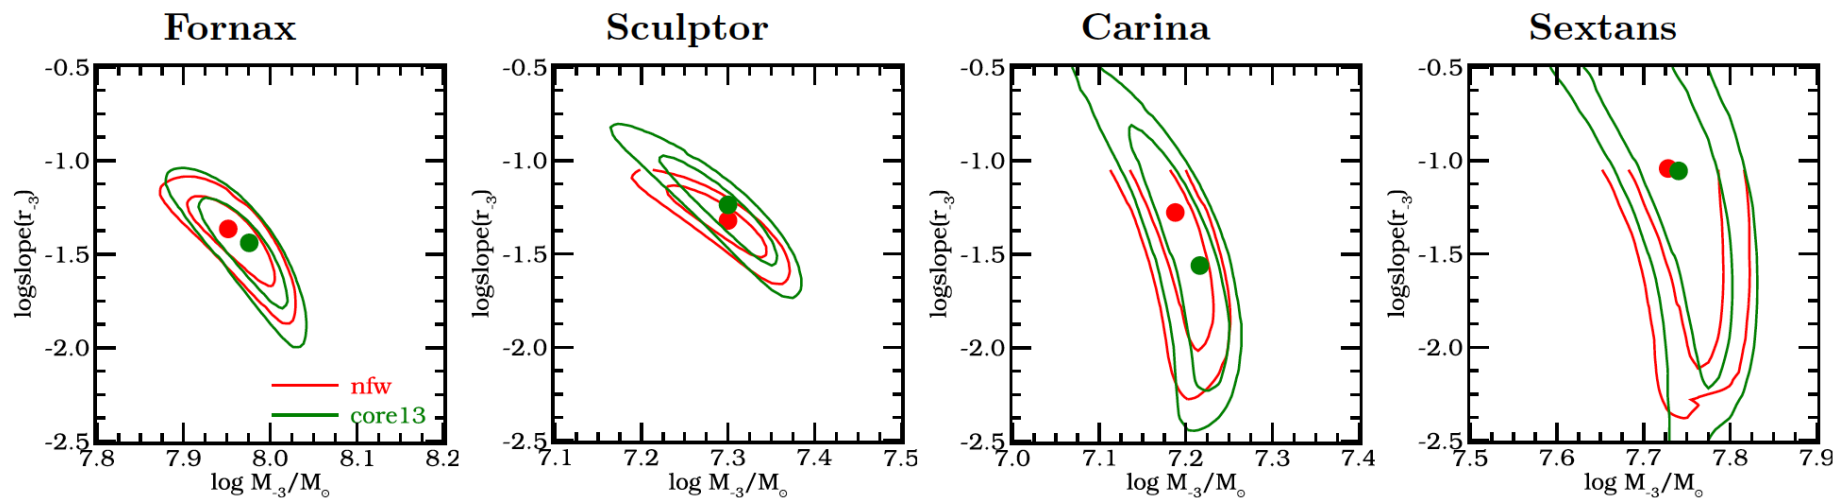 Fornax
Sculptor
Carina
Sextans
logslope(r-3)
-0.5
-1.0
-1.5
-2.0
-2.5
7.8
7.9
8.0
8.1
8.2
log M-3/M⊙
nfw
core13
logslope(r-3)
-0.5
-1.0
-1.5
-2.0
-2.5
7.1
7.2
7.3
7.4
7.5
log M-3/M⊙
logslope(r-3)
-0.5
-1.0
-1.5
-2.0
-2.5
7.0
7.1
7.2
7.3
7.4
log M-3/M⊙
logslope(r-3)
-0.5
-1.0
-1.5
-2.0
-2.5
7.5
7.6
7.7
7.8
7.9
log M-3/M⊙